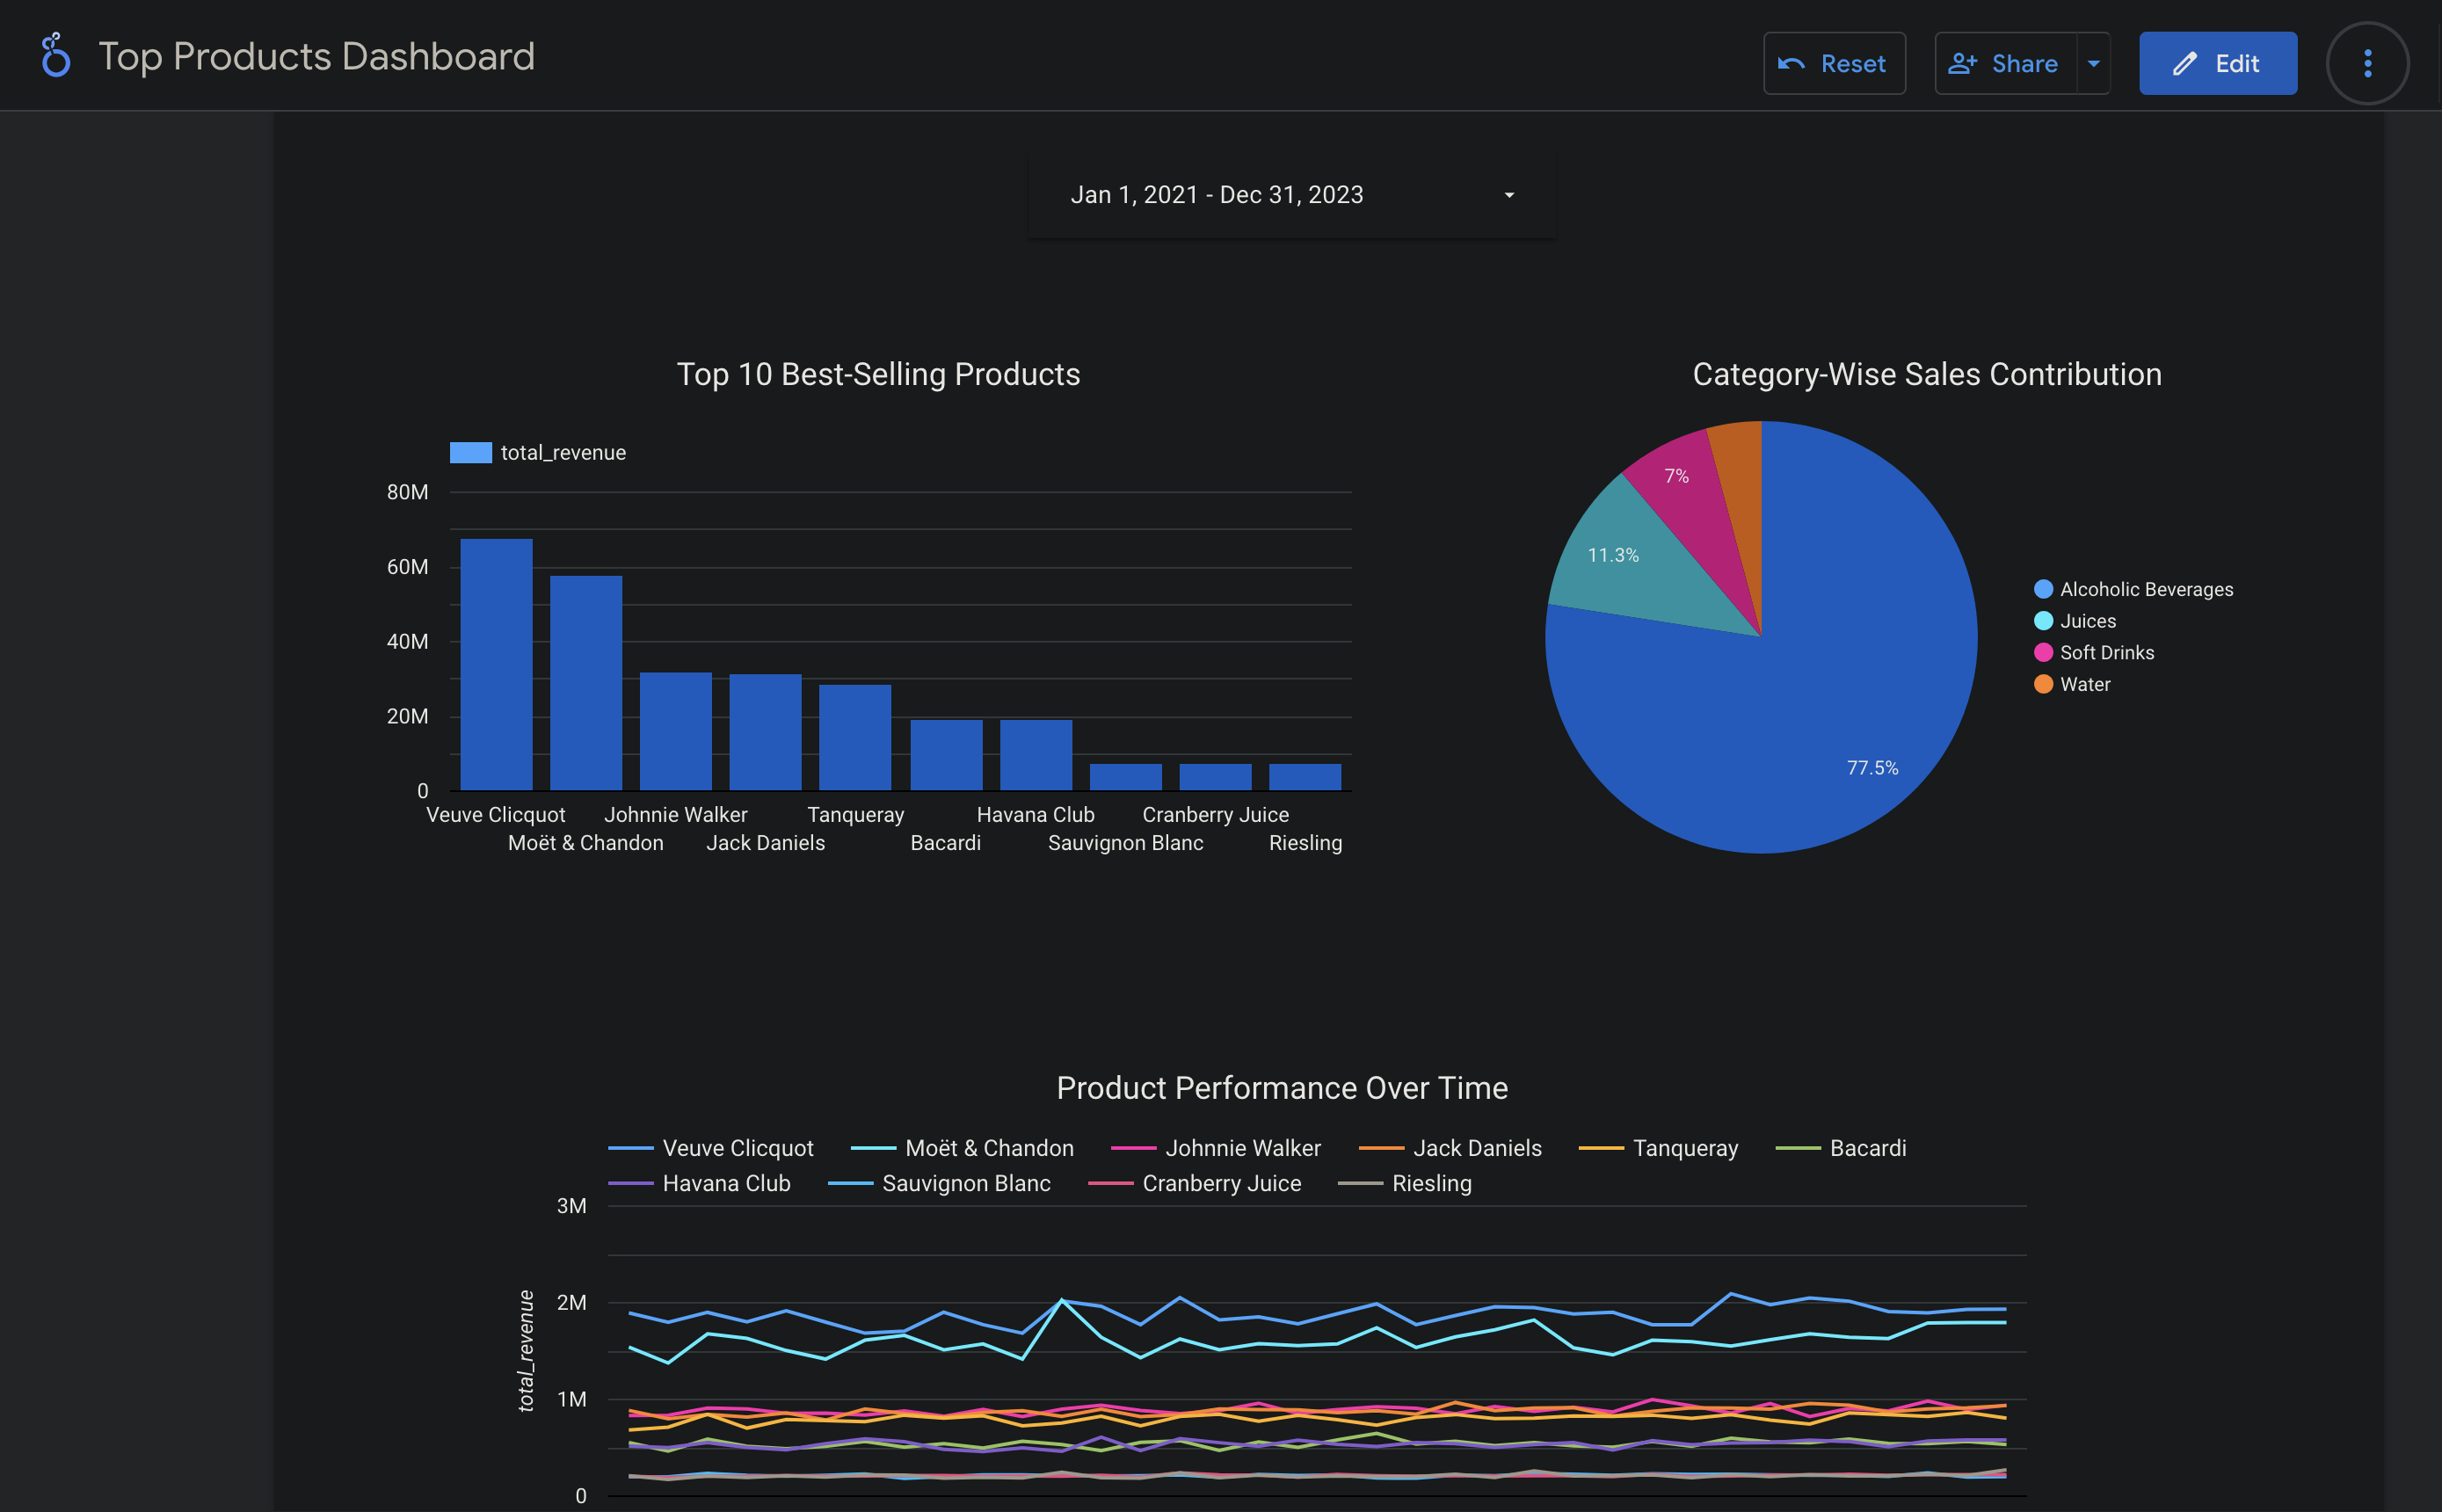 Top Products Dashboard
Reset
Share
Edit
Jan 1, 2021 - Dec 31, 2023
Top 10 Best-Selling Products
total_revenue
80M
60M
40M
20M
0
Veuve Clicquot Johnnie Walker Tanqueray Havana Club Cranberry Juice
Moët & Chandon Jack Daniels Bacardi Sauvignon Blanc Riesling
Category-Wise Sales Contribution
7%
11.3%
77.5%
Alcoholic Beverages
Juices
Soft Drinks
Water
Product Performance Over Time
Veuve Clicquot Moët & Chandon Johnnie Walker Jack Daniels Tanqueray Bacardi
Havana Club Sauvignon Blanc Cranberry Juice Riesling
3M
2M
1M
0
total_revenue